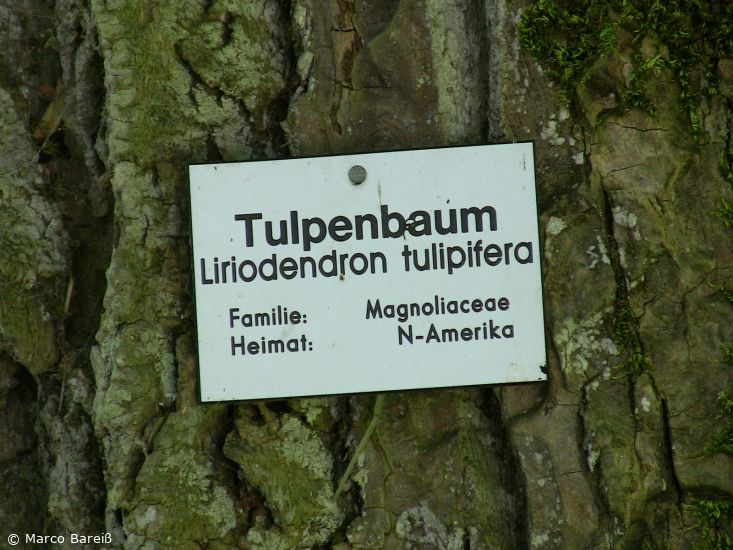 Tulpenbaum
Liriodendron tulipifera
Familie: Magnoliaceae
Heimat: N-Amerika
© Marco Bareiß